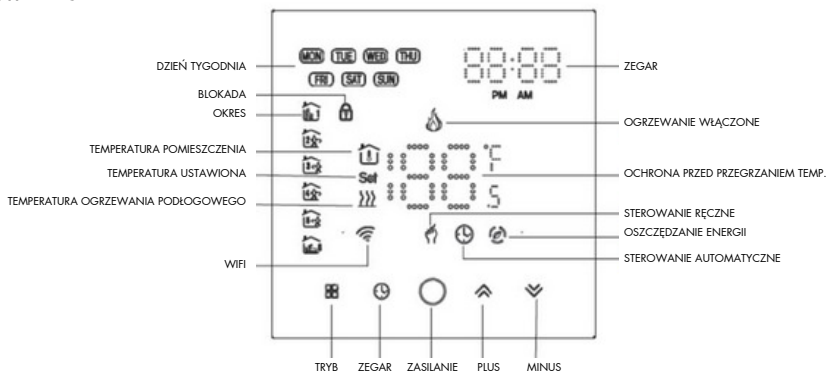 MON TUE WED THU
FRI SAT SUN
88:88
PM AM
DZIEŃ TYGODNIA
BLOKADA
OKRES
TEMPERATURA POMIESZCZENIA
TEMPERATURA USTAWIONA
TEMPERATURA OGRZEWANIA PODŁOGOWEGO
WIFI
Set
ZEGAR
OGRZEWANIE WŁĄCZONE
OCHRONA PRZED PRZEGRZANIEM TEMP.
STEROWANIE RĘCZNE
OSZCZĘDZANIE ENERGII
STEROWANIE AUTOMATYCZNE
TRYB ZEGAR ZASILANIE PLUS MINUS